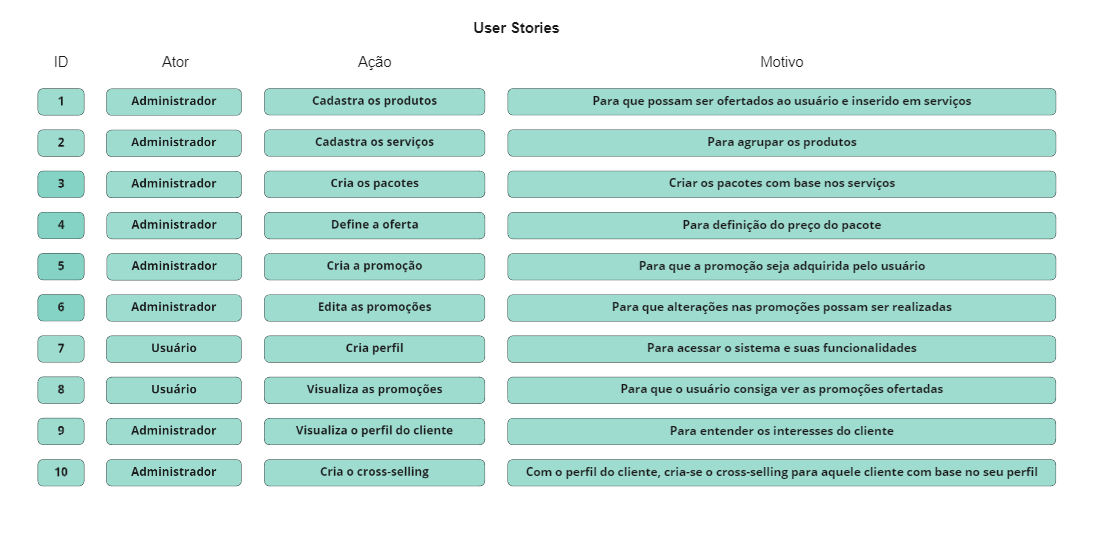 User Stories
ID Ator Ação Motivo
1 Administrador Cadastra os produtos Para que possam ser ofertados ao usuário e inserido em serviços
2 Administrador Cadastra os serviços Para agrupar os produtos
3 Administrador Cria os pacotes Criar os pacotes com base nos serviços
4 Administrador Define a oferta Para definição do preço do pacote
5 Administrador Cria a promoção Para que a promoção seja adquirida pelo usuário
6 Administrador Edita as promoções Para que alterações nas promoções possam ser realizadas
7 Usuário Cria perfil Para acessar o sistema e suas funcionalidades
8 Usuário Visualiza as promoções Para que o usuário consiga ver as promoções ofertadas
9 Administrador Visualiza o perfil do cliente Para entender os interesses do cliente
10 Administrador Cria o cross-selling Com o perfil do cliente, cria-se o cross-selling para aquele cliente com base no seu perfil